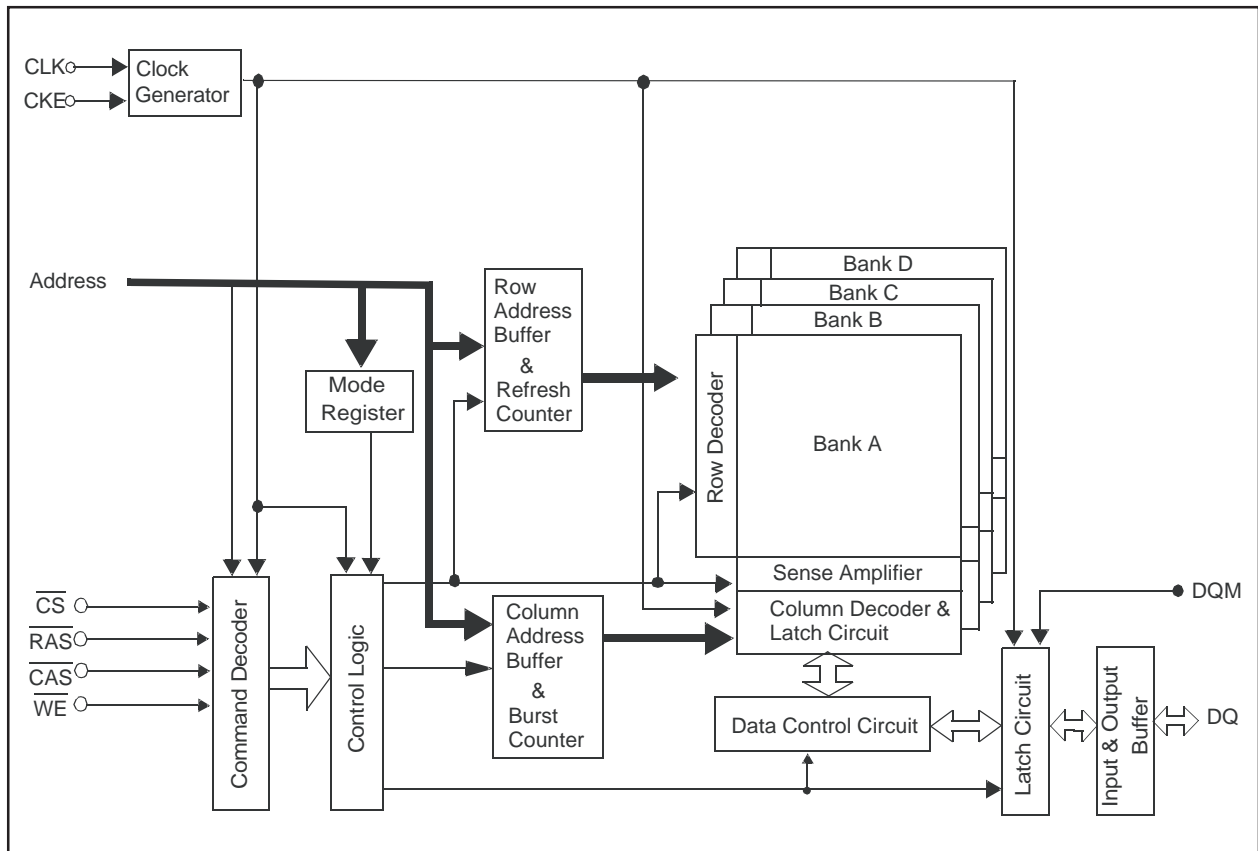 CLK
CKE
Clock
Generator
Address
Row
Address
Buffer
&
Refresh
Counter
Mode
Register
Bank D
Bank C
Bank B
Bank A
Row Decoder
Sense Amplifier
Column Decoder &
Latch Circuit
CS
RAS
CAS
WE
Command Decoder
Control Logic
Column
Address
Buffer
&
Burst
Counter
Data Control Circuit
Latch Circuit
Input & Output
Buffer
DQM
DQ